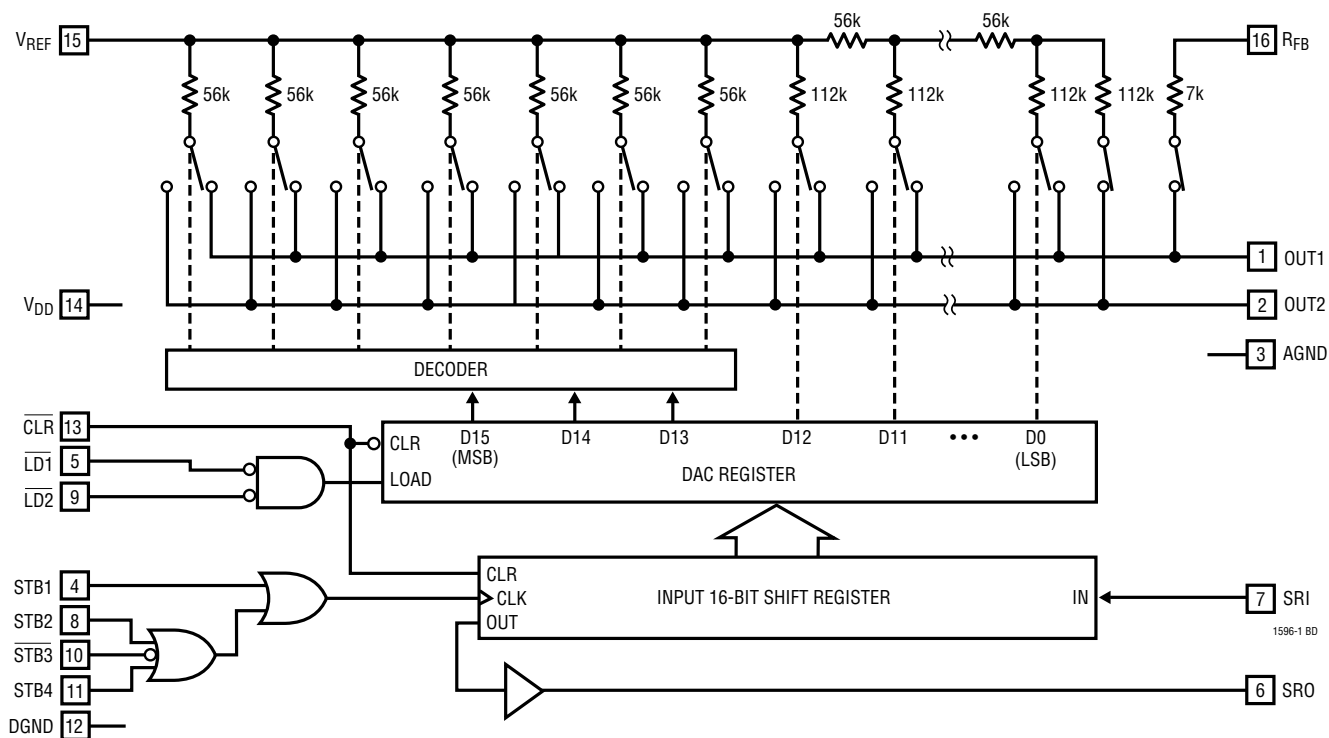 56k 56k
VREF 15 16 RFB
56k 56k 56k 56k 56k 56k 56k 112k 112k 112k 112k 7k
1 OUT1
VDD 14 2 OUT2
3 AGND
DECODER
CLR 13
CLR D15 D14 D13 D12 D11 ••• D0
(MSB) (LSB)
LD1 5
LOAD DAC REGISTER
LD2 9
STB1 4
CLR
CLK INPUT 16-BIT SHIFT REGISTER IN 7 SRI
STB2 8
OUT
1596-1 BD
STB3 10
STB4 11
6 SRO
DGND 12